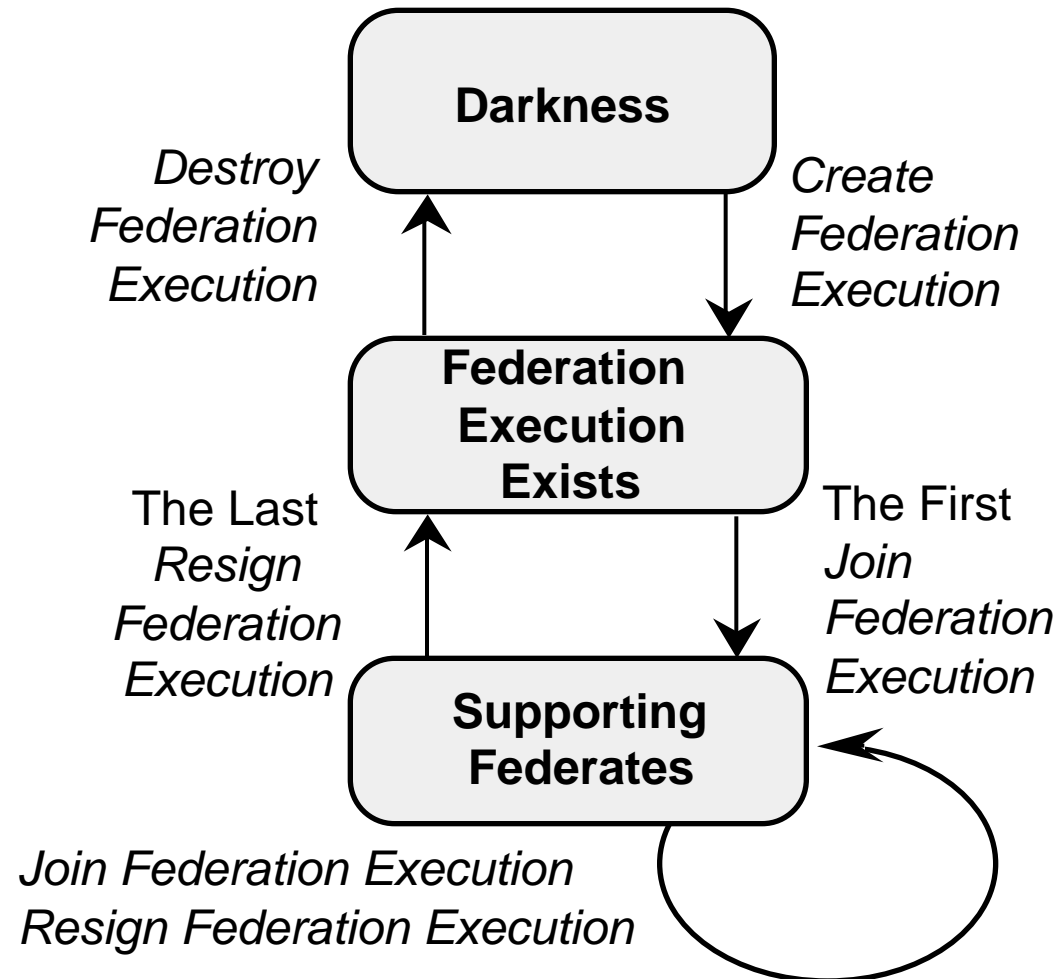 Darkness
Destroy
Federation
Execution
Create
Federation
Execution
Federation
Execution
Exists
The Last
Resign
Federation
Execution
The First
Join
Federation
Execution
Supporting
Federates
Join Federation Execution
Resign Federation Execution